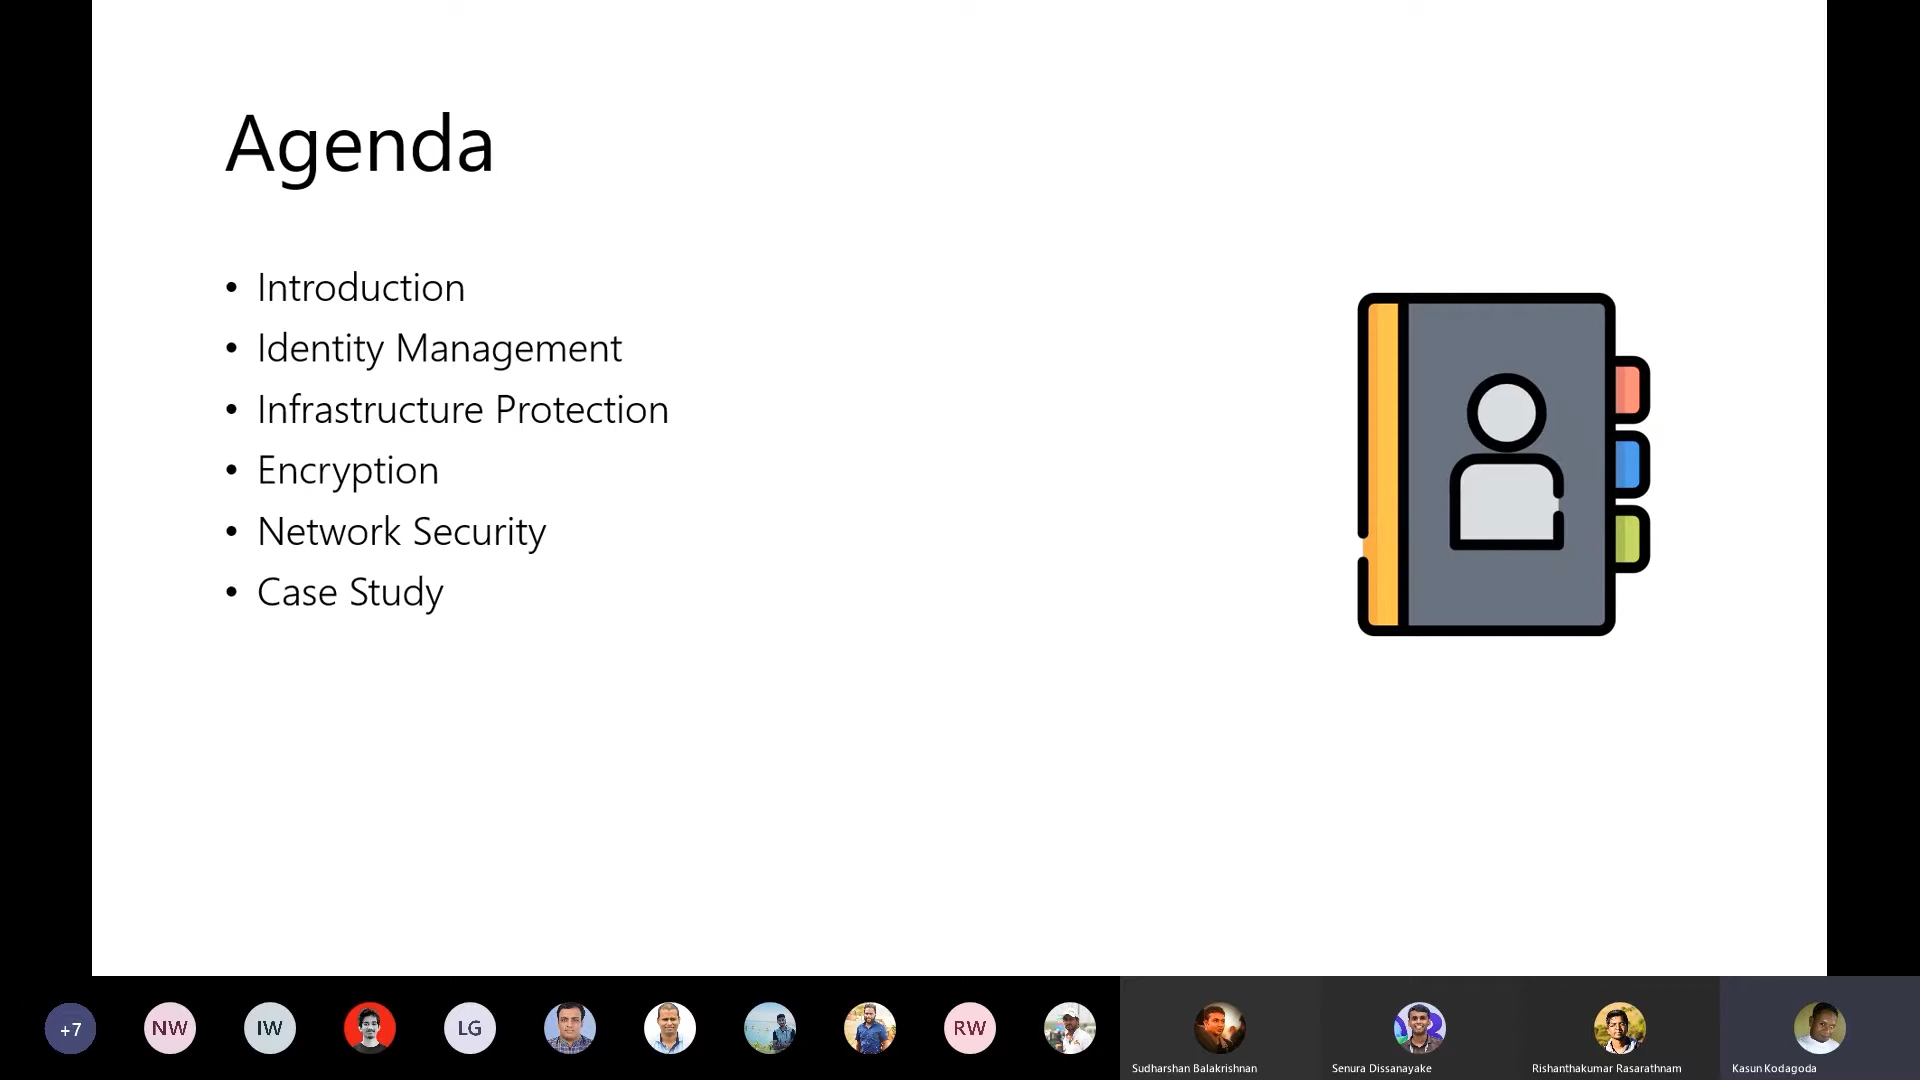 Agenda
• Introduction
• Identity Management
• Infrastructure Protection
• Encryption
• Network Security
• Case Study
+7
NW
IW
LG
RW
Sudharshan Balakrishnan
Senura Dissanayake
Rishanthakumar Rasarathnam
Kasun Kodagoda